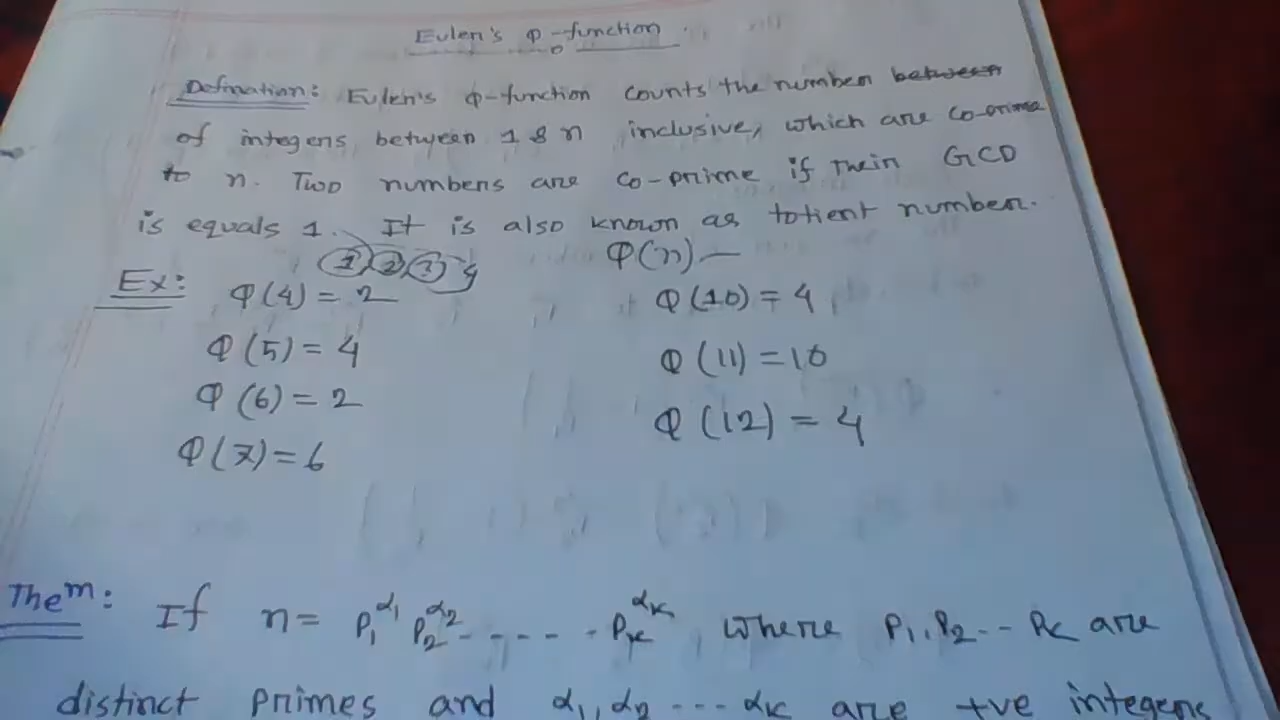 Euler's φ-function
Defination: Euler's φ-function counts the number between
of integers between 1 & n inclusive, which are co-prime
to n. Two numbers are co-prime if their GCD
is equals 1. It is also known as totient number.
1, 2, 3, 4
φ(n) —
Ex: φ(4) = 2
φ(10) = 4
φ(5) = 4
φ(11) = 10
φ(6) = 2
φ(12) = 4
φ(7) = 6
Theᵐ: If n = p₁^α₁ p₂^α₂ ----- pₖ^αₖ, where p₁, p₂ -- pₖ are
distinct primes and α₁, α₂ --- αₖ are +ve integers